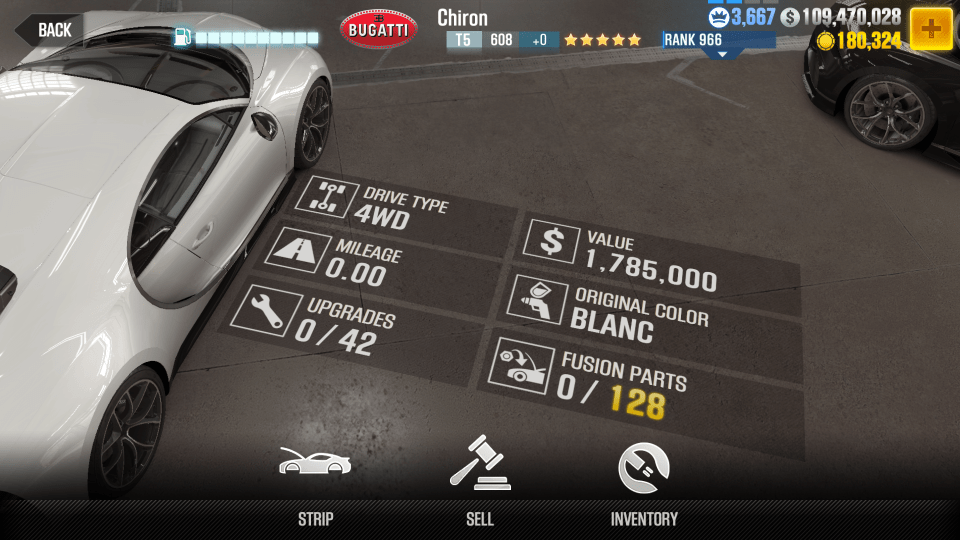 BACK
BUGATTI
Chiron
T5 608 +0
3,667
109,470,028
RANK 966
180,324
DRIVE TYPE
4WD
MILEAGE
0.00
UPGRADES
0 / 42
VALUE
1,785,000
ORIGINAL COLOR
BLANC
FUSION PARTS
0 / 128
STRIP
SELL
INVENTORY